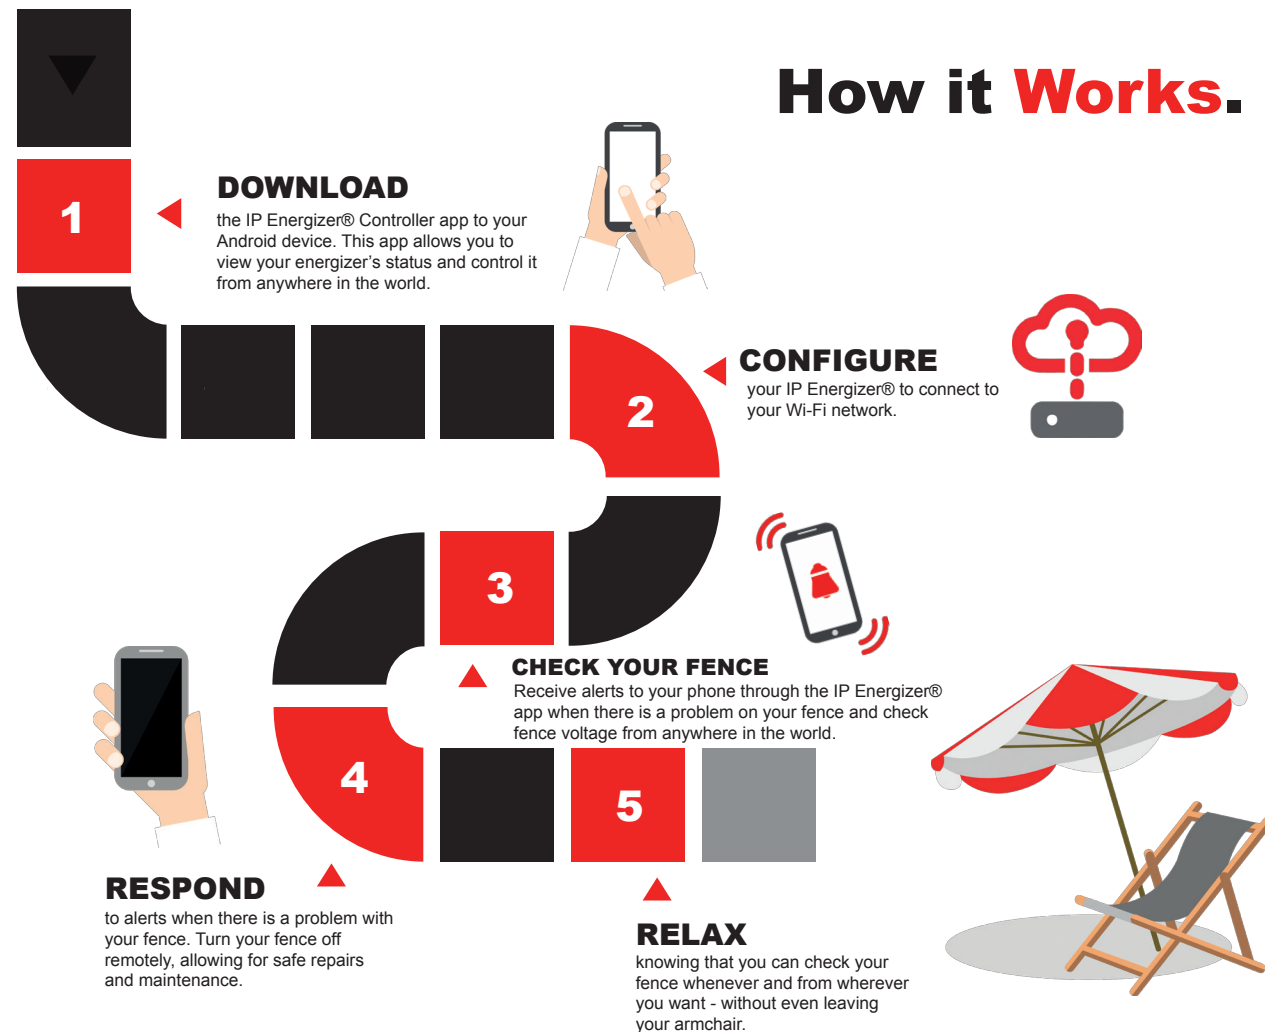 How it Works.
1
DOWNLOAD
the IP Energizer® Controller app to your
Android device. This app allows you to
view your energizer's status and control it
from anywhere in the world.
2
CONFIGURE
your IP Energizer® to connect to
your Wi-Fi network.
3
CHECK YOUR FENCE
Receive alerts to your phone through the IP Energizer®
app when there is a problem on your fence and check
fence voltage from anywhere in the world.
4
RESPOND
to alerts when there is a problem with
your fence. Turn your fence off
remotely, allowing for safe repairs
and maintenance.
5
RELAX
knowing that you can check your
fence whenever and from wherever
you want - without even leaving
your armchair.